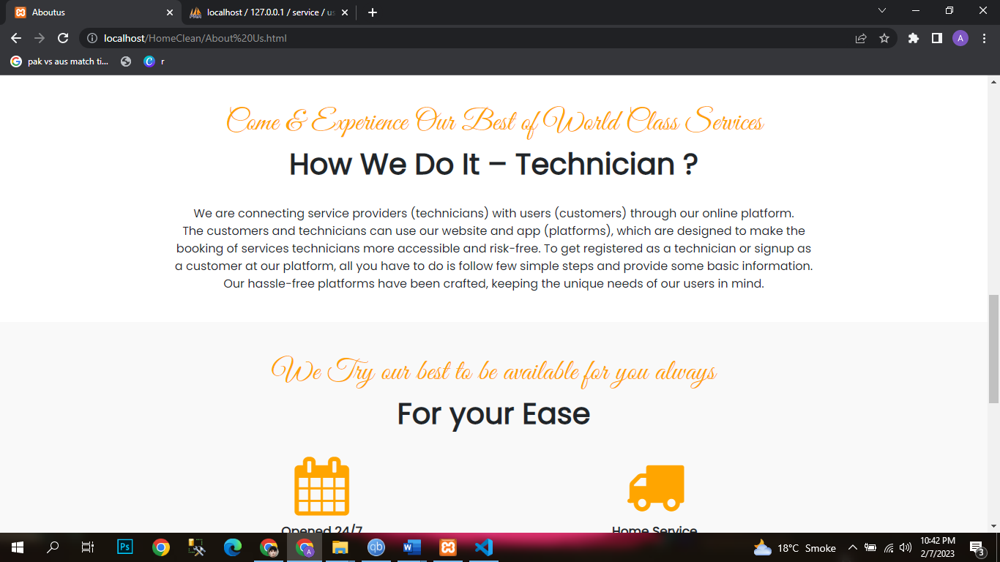 Aboutus
localhost / 127.0.0.1 / service / us
localhost/HomeClean/About%20Us.html
A
pak vs aus match ti...
r
Come & Experience Our Best of World Class Services
How We Do It – Technician ?
We are connecting service providers (technicians) with users (customers) through our online platform.
The customers and technicians can use our website and app (platforms), which are designed to make the
booking of services technicians more accessible and risk-free. To get registered as a technician or signup as
a customer at our platform, all you have to do is follow few simple steps and provide some basic information.
Our hassle-free platforms have been crafted, keeping the unique needs of our users in mind.
We Try our best to be available for you always
For your Ease
Opened 24/7
Home Service
Ps
A
qb
W
18°C Smoke
10:42 PM
2/7/2023
3